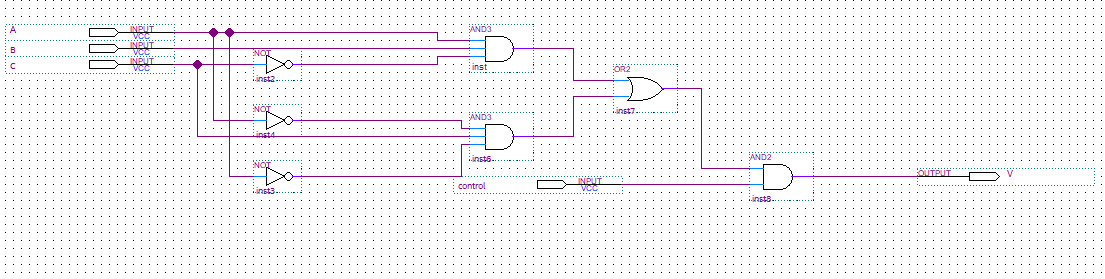 A
INPUT
VCC
B
INPUT
VCC
C
INPUT
VCC
NOT
inst2
AND3
inst
OR2
inst7
NOT
inst4
AND3
inst6
NOT
inst3
control
INPUT
VCC
AND2
inst8
OUTPUT
V